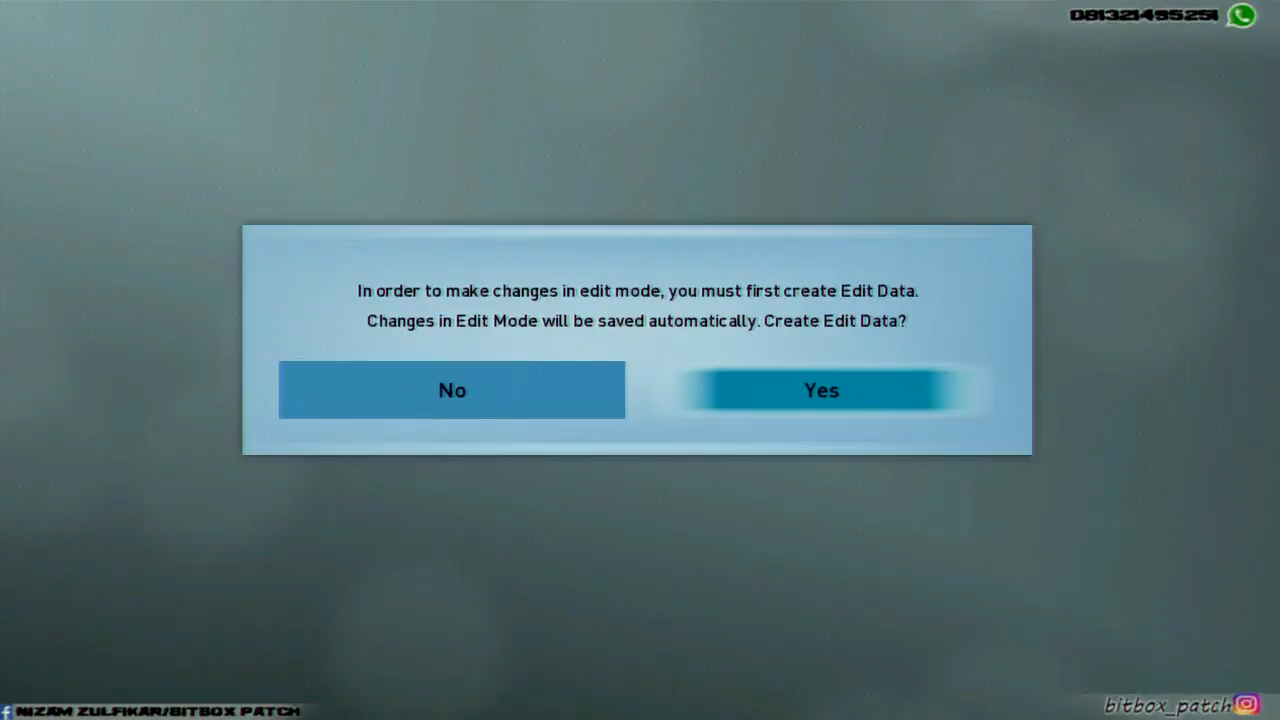 081321495251
In order to make changes in edit mode, you must first create Edit Data.
Changes in Edit Mode will be saved automatically. Create Edit Data?
No
Yes
NIZAM ZULFIKAR/BITBOX PATCH
bitbox_patch